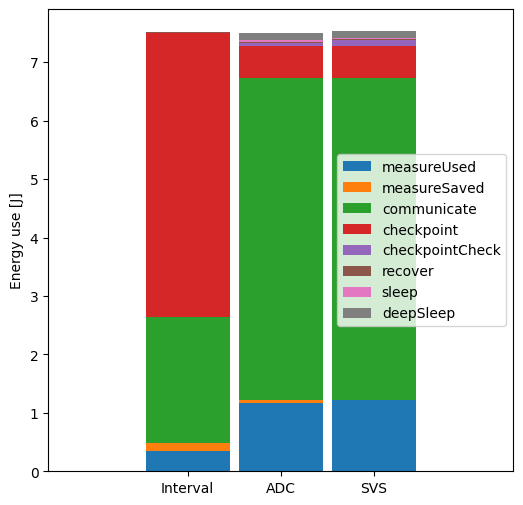 Energy use [J]
7
6
5
4
3
2
1
0
measureUsed
measureSaved
communicate
checkpoint
checkpointCheck
recover
sleep
deepSleep
Interval ADC SVS